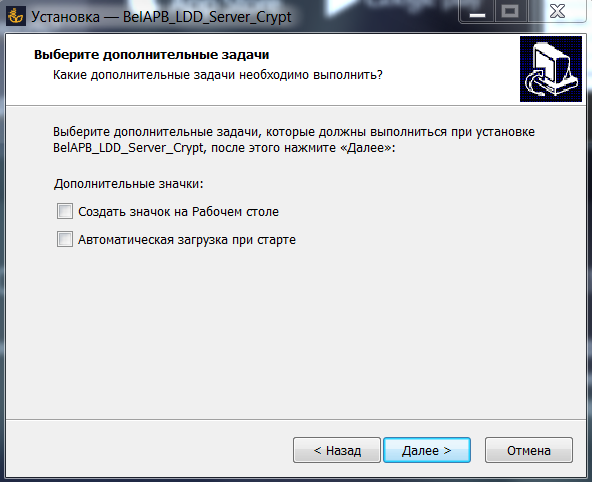 Установка — BelAPB_LDD_Server_Crypt
Выберите дополнительные задачи
Какие дополнительные задачи необходимо выполнить?
Выберите дополнительные задачи, которые должны выполниться при установке
BelAPB_LDD_Server_Crypt, после этого нажмите «Далее»:
Дополнительные значки:
Создать значок на Рабочем столе
Автоматическая загрузка при старте
< Назад
Далее >
Отмена